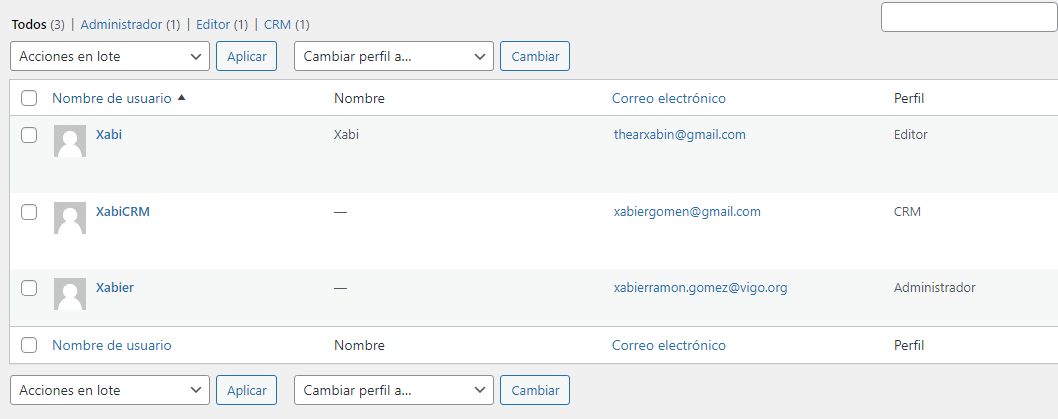 Todos (3) | Administrador (1) | Editor (1) | CRM (1)
Acciones en lote Aplicar Cambiar perfil a... Cambiar
Nombre de usuario Nombre Correo electrónico Perfil
Xabi Xabi thearxabin@gmail.com Editor
XabiCRM — xabiergomen@gmail.com CRM
Xabier — xabierramon.gomez@vigo.org Administrador
Nombre de usuario Nombre Correo electrónico Perfil
Acciones en lote Aplicar Cambiar perfil a... Cambiar